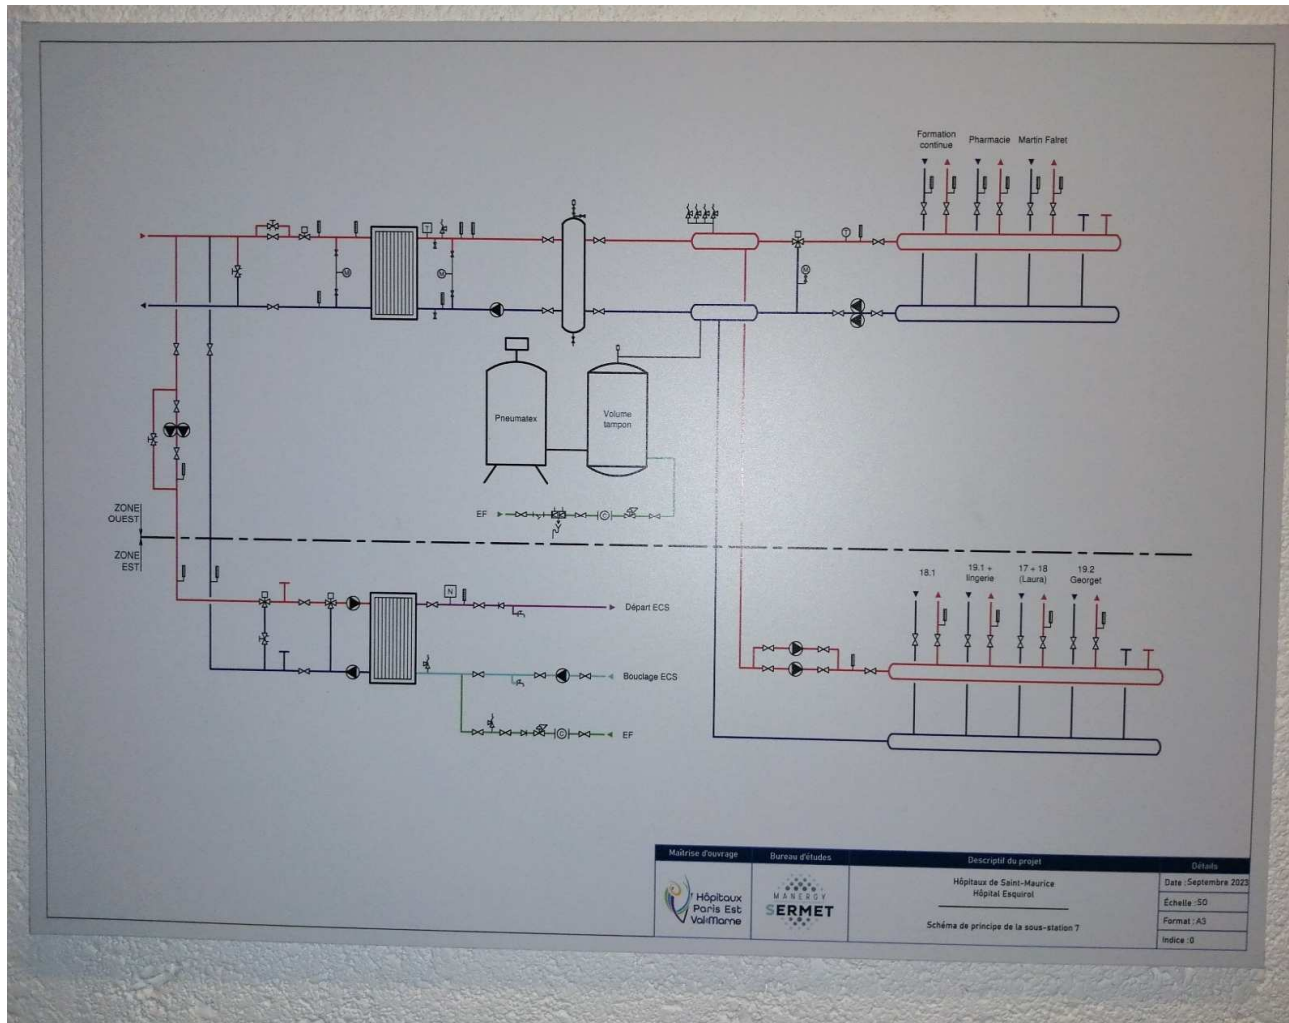 Formation
continue
Pharmacie
Martin Falret
T
T
M
M
M
Pneumatex
Volume
tampon
EF
C
ZONE
OUEST
ZONE
EST
18.1
19.1 +
lingerie
17 + 18
(Laura)
19.2
Georget
N
Départ ECS
Bouclage ECS
C
EF
Maîtrise d'ouvrage
Bureau d'études
Descriptif du projet
Détails
Hôpitaux
Paris Est
Val-Marne
MANERGY
SERMET
Hôpitaux de Saint-Maurice
Hôpital Esquirol
Schéma de principe de la sous-station 7
Date : Septembre 2023
Échelle : SO
Format : A3
Indice : 0